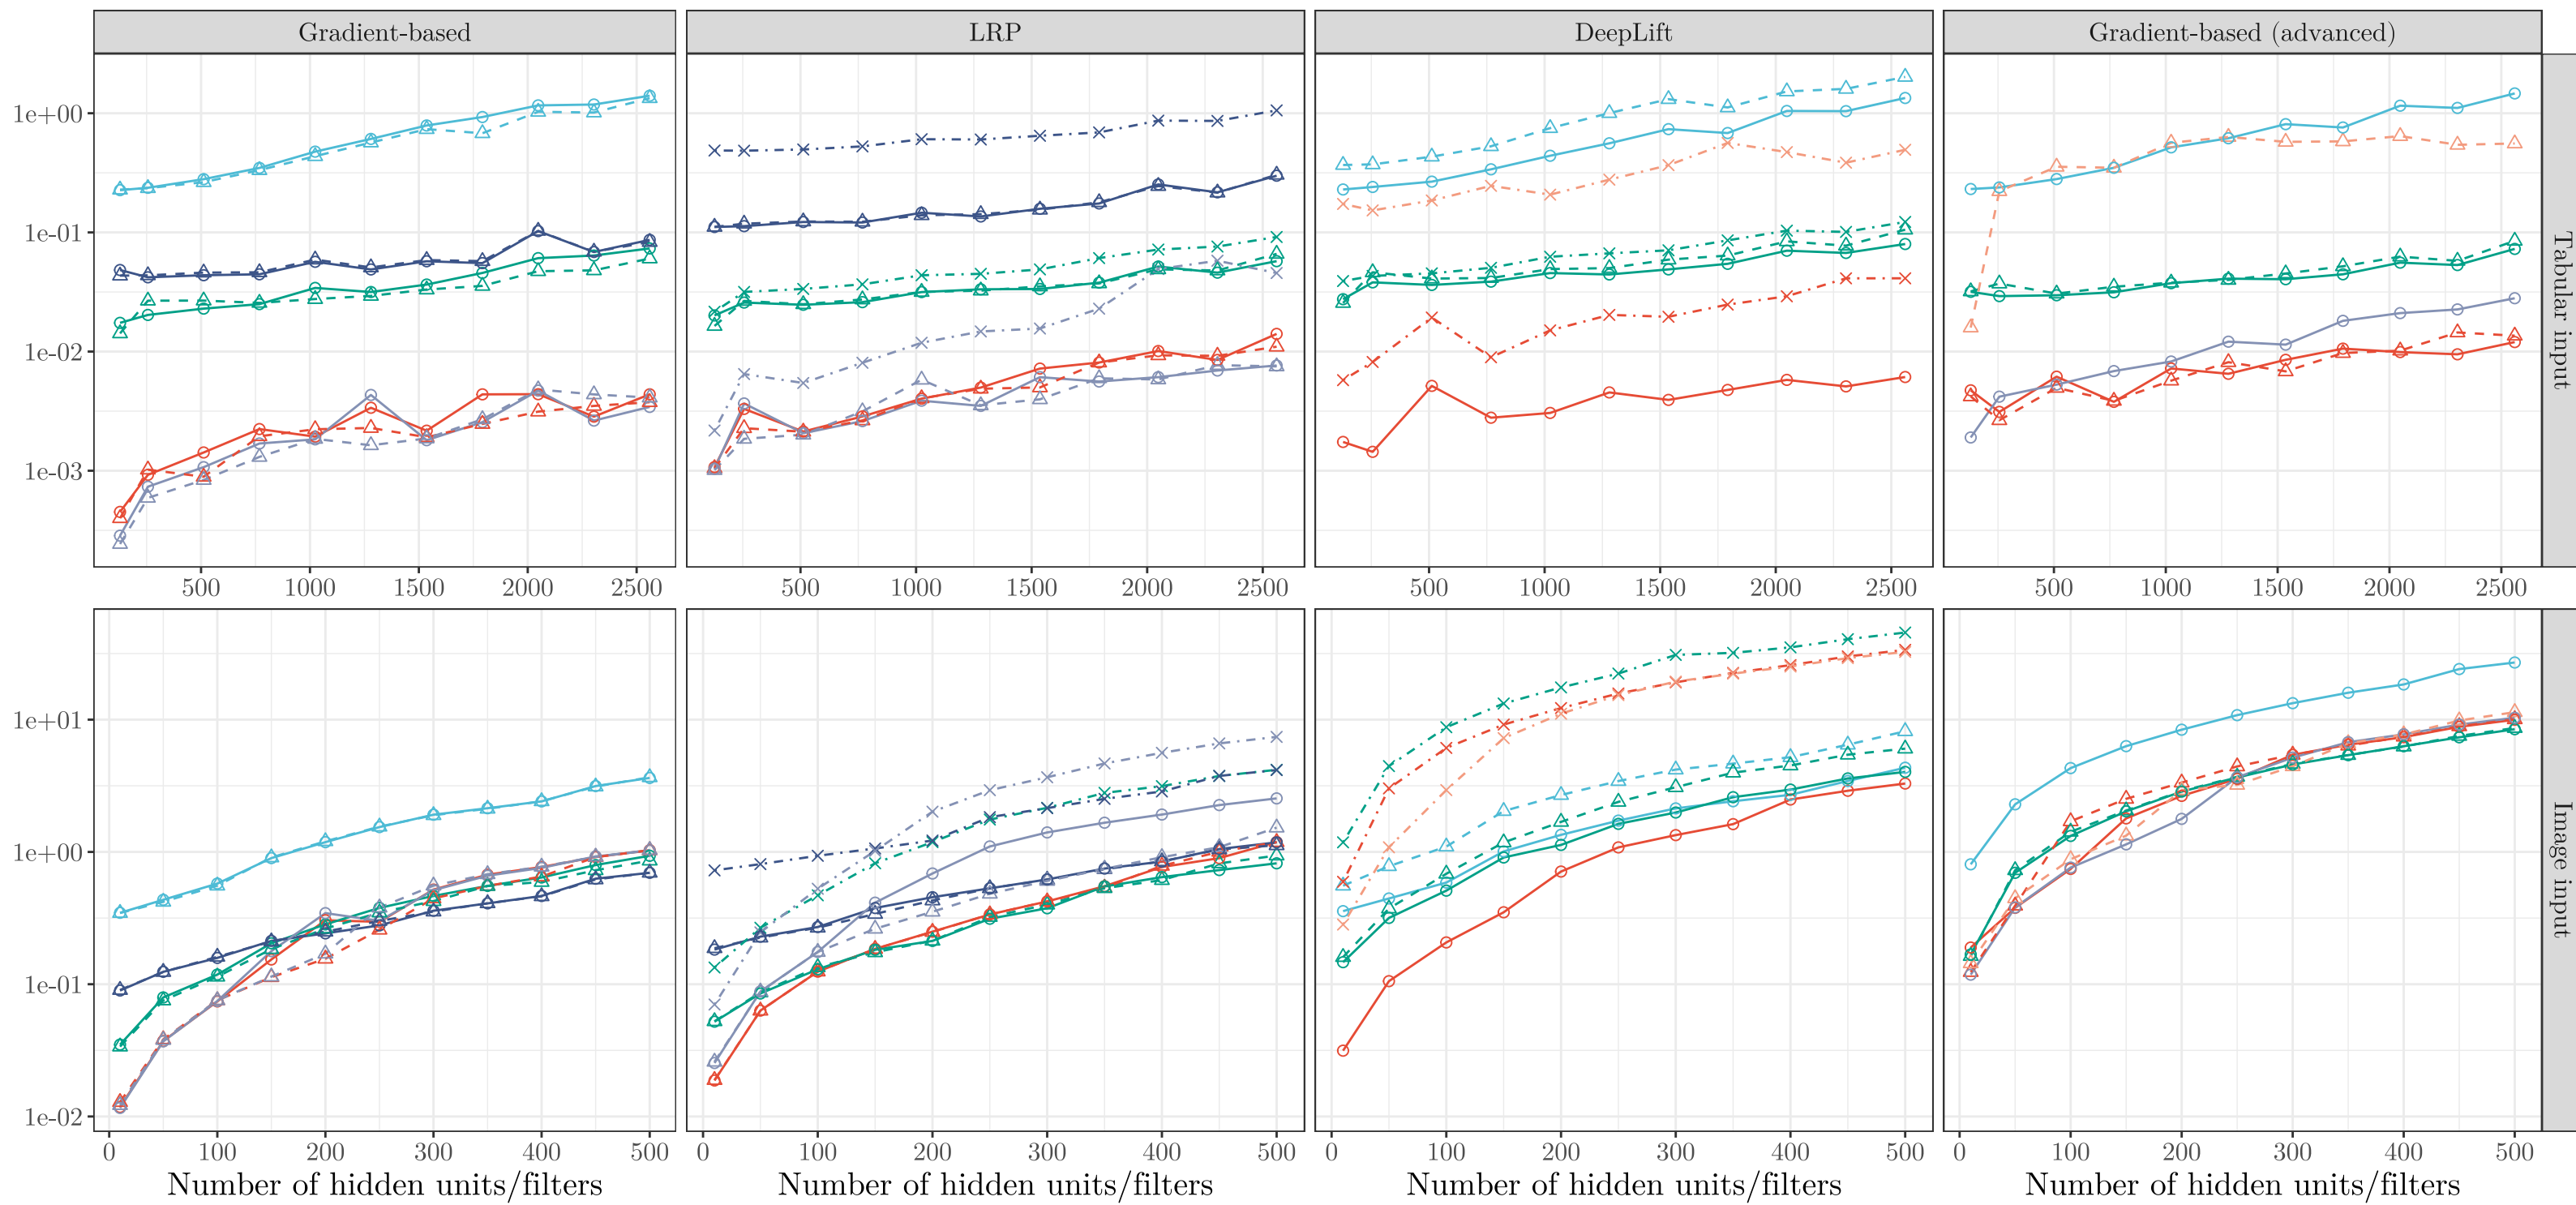 Gradient-based LRP DeepLift Gradient-based (advanced)
1e+00
1e-01
1e-02
1e-03
Tabular input
500 1000 1500 2000 2500 500 1000 1500 2000 2500 500 1000 1500 2000 2500 500 1000 1500 2000 2500
1e+01
1e+00
1e-01
1e-02
Image input
0 100 200 300 400 500 0 100 200 300 400 500 0 100 200 300 400 500 0 100 200 300 400 500
Number of hidden units/filters Number of hidden units/filters Number of hidden units/filters Number of hidden units/filters